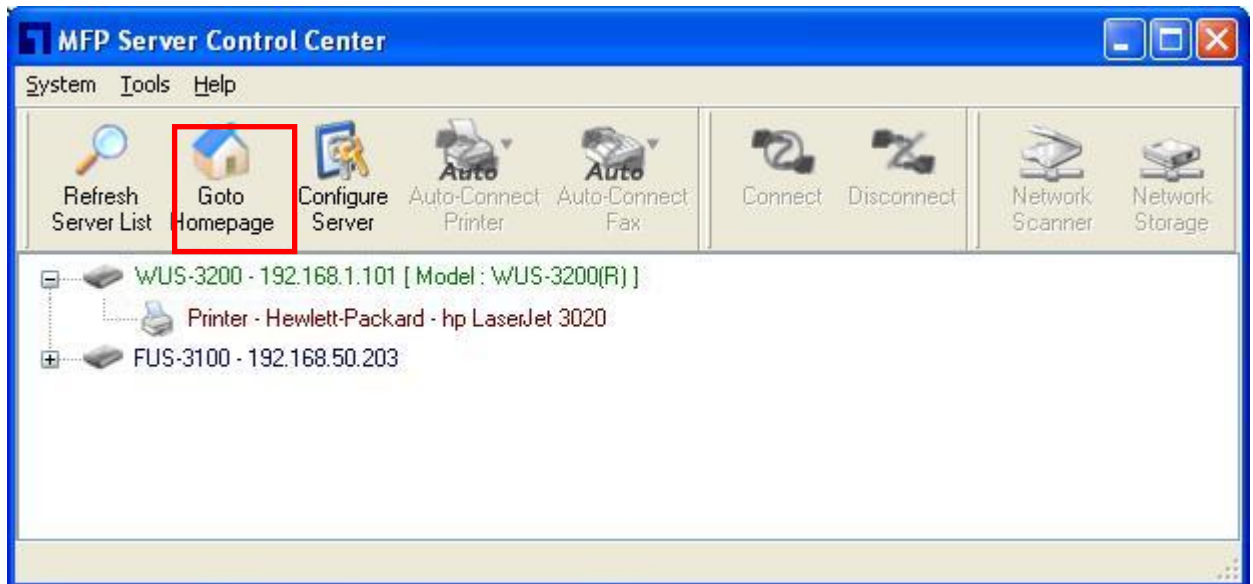 MFP Server Control Center
System Tools Help
Refresh Server List
Goto Homepage
Configure Server
Auto
Auto-Connect Printer
Auto
Auto-Connect Fax
Connect
Disconnect
Network Scanner
Network Storage
WUS-3200 - 192.168.1.101 [ Model : WUS-3200(R) ]
Printer - Hewlett-Packard - hp LaserJet 3020
FUS-3100 - 192.168.50.203